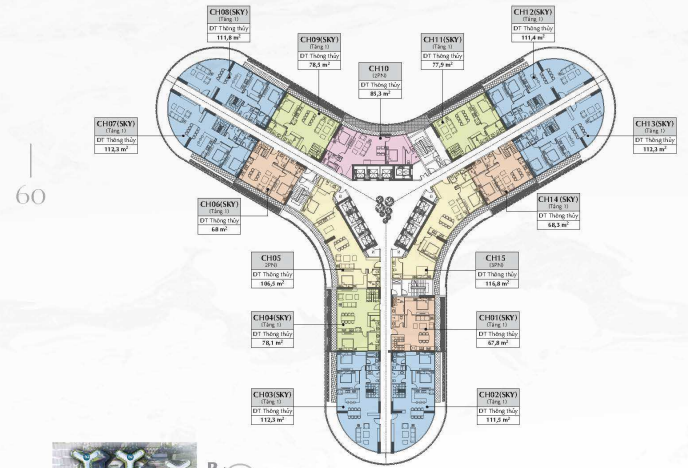 CH08(SKY)
(Tầng 1)
ĐT Thông thủy
111,8 m²
CH12(SKY)
(Tầng 1)
ĐT Thông thủy
111,4 m²
CH09(SKY)
(Tầng 1)
ĐT Thông thủy
78,5 m²
CH11(SKY)
(Tầng 1)
ĐT Thông thủy
77,9 m²
CH10
(2PN)
ĐT Thông thủy
85,3 m²
CH07(SKY)
(Tầng 1)
ĐT Thông thủy
112,3 m²
CH13(SKY)
(Tầng 1)
ĐT Thông thủy
112,3 m²
60
CH06(SKY)
(Tầng 1)
ĐT Thông thủy
68 m²
CH14(SKY)
(Tầng 1)
ĐT Thông thủy
68,3 m²
CH05
2PN)
ĐT Thông thủy
106,5 m²
CH15
(3PN)
ĐT Thông thủy
116,8 m²
CH04(SKY)
(Tầng 1)
ĐT Thông thủy
78,1 m²
CH01(SKY)
(Tầng 1)
ĐT Thông thủy
67,8 m²
CH03(SKY)
(Tầng 1)
ĐT Thông thủy
112,3 m²
CH02(SKY)
(Tầng 1)
ĐT Thông thủy
111,5 m²